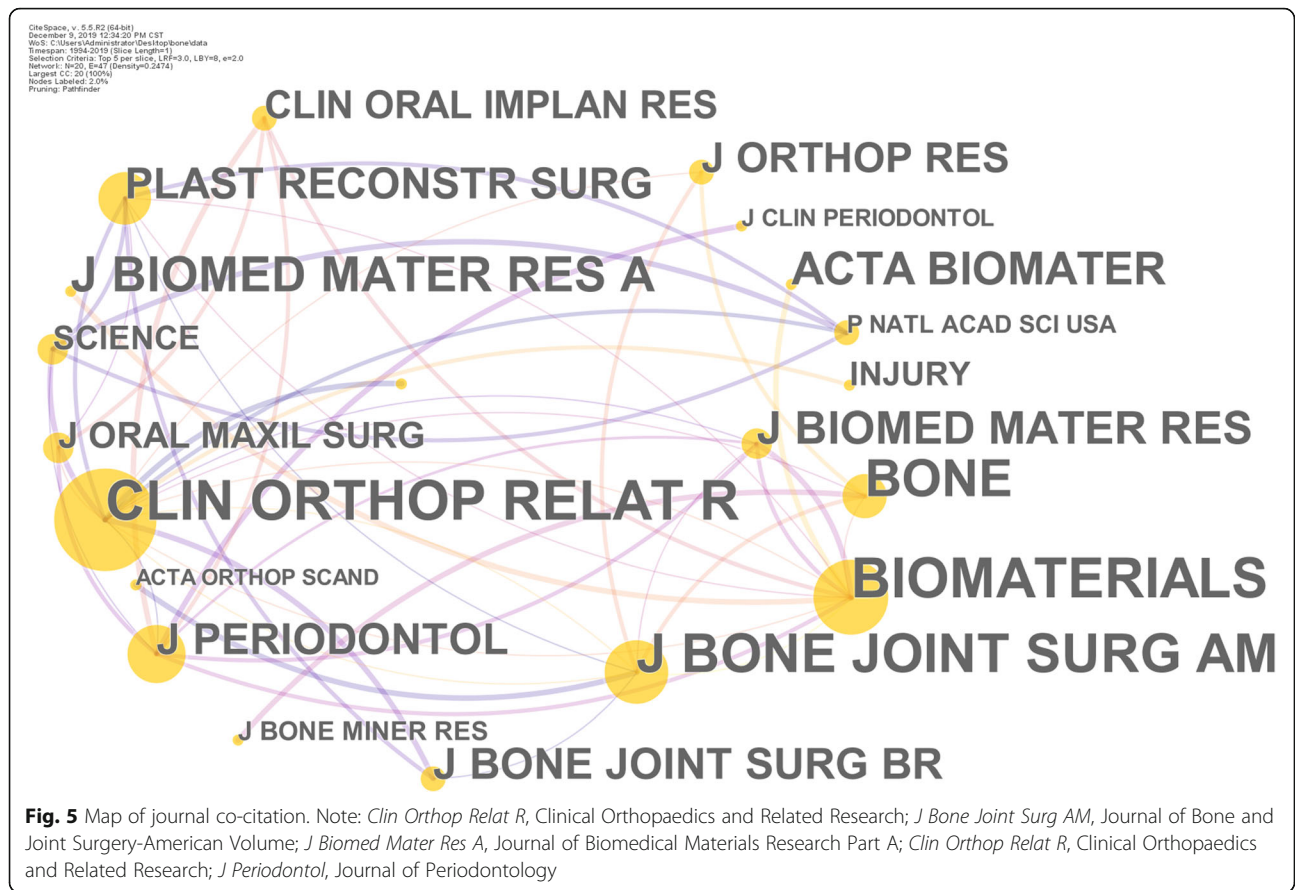 CiteSpace, v. 5.5.R2 (64-bit)
December 9, 2019 12:34:20 PM CST
WoS: C:\Users\Administrator\Desktop\bone\data
Timespan: 1994-2019 (Slice Length=1)
Selection Criteria: Top 5 per slice, LRF=3.0, LBY=8, e=2.0
Network: N=20, E=47 (Density=0.2474)
Largest CC: 20 (100%)
Nodes Labeled: 2.0%
Pruning: Pathfinder
CLIN ORAL IMPLAN RES
J ORTHOP RES
PLAST RECONSTR SURG
J CLIN PERIODONTOL
J BIOMED MATER RES A
ACTA BIOMATER
P NATL ACAD SCI USA
SCIENCE
INJURY
J ORAL MAXIL SURG
J BIOMED MATER RES
BONE
CLIN ORTHOP RELAT R
ACTA ORTHOP SCAND
BIOMATERIALS
J PERIODONTOL
J BONE JOINT SURG AM
J BONE MINER RES
J BONE JOINT SURG BR
Fig. 5 Map of journal co-citation. Note: Clin Orthop Relat R, Clinical Orthopaedics and Related Research; J Bone Joint Surg AM, Journal of Bone and
Joint Surgery-American Volume; J Biomed Mater Res A, Journal of Biomedical Materials Research Part A; Clin Orthop Relat R, Clinical Orthopaedics
and Related Research; J Periodontol, Journal of Periodontology